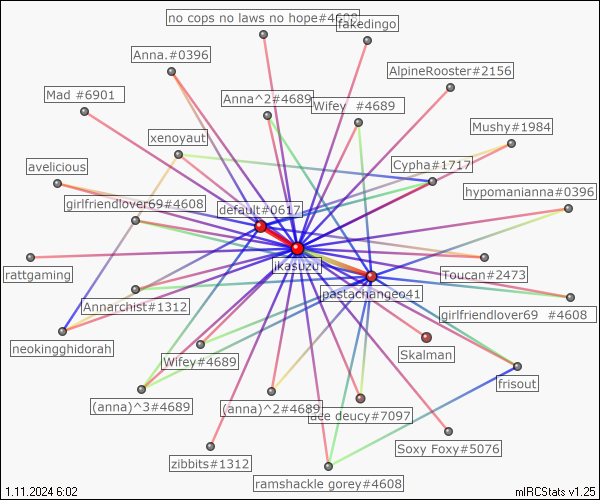 no cops no laws no hope#4608
fakedingo
Anna.#0396
AlpineRooster#2156
Mad #6901
Anna^2#4689
Wifey #4689
Mushy#1984
xenoyautl
Cypha#1717
avelicious
hypomanianna#0396
girlfriendlover69#4608
default#0617
jkasuzu
rattgaming
Toucan#2473
pastachangeo41
Annarchist#1312
girlfriendlover69 #4608
neokingghidorah
Wifey#4689
Skalman
frisout
(anna)^3#4689
(anna)^2#4689
ace deucy#7097
Soxy Foxy#5076
zibbits#1312
ramshackle gorey#4608
1.11.2024 6:02
mIRCStats v1.25